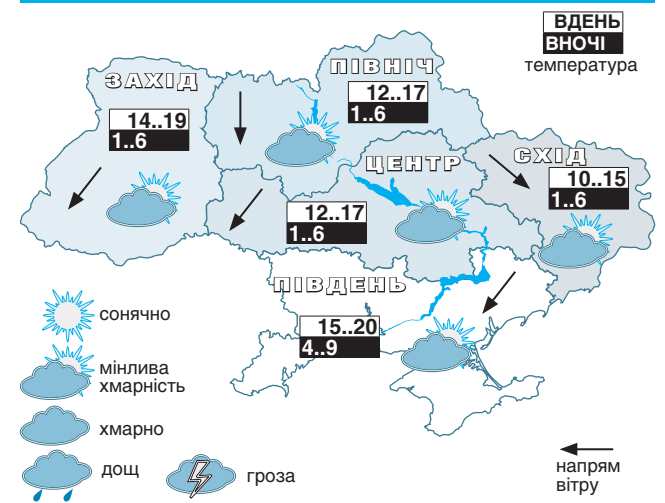 ВДЕНЬ
ВНОЧІ
температура
ЗАХІД
14..19
1..6
ПІВНІЧ
12..17
1..6
ЦЕНТР
12..17
1..6
СХІД
10..15
1..6
ПІВДЕНЬ
15..20
4..9
сонячно
мінлива
хмарність
хмарно
дощ
гроза
напрям
вітру